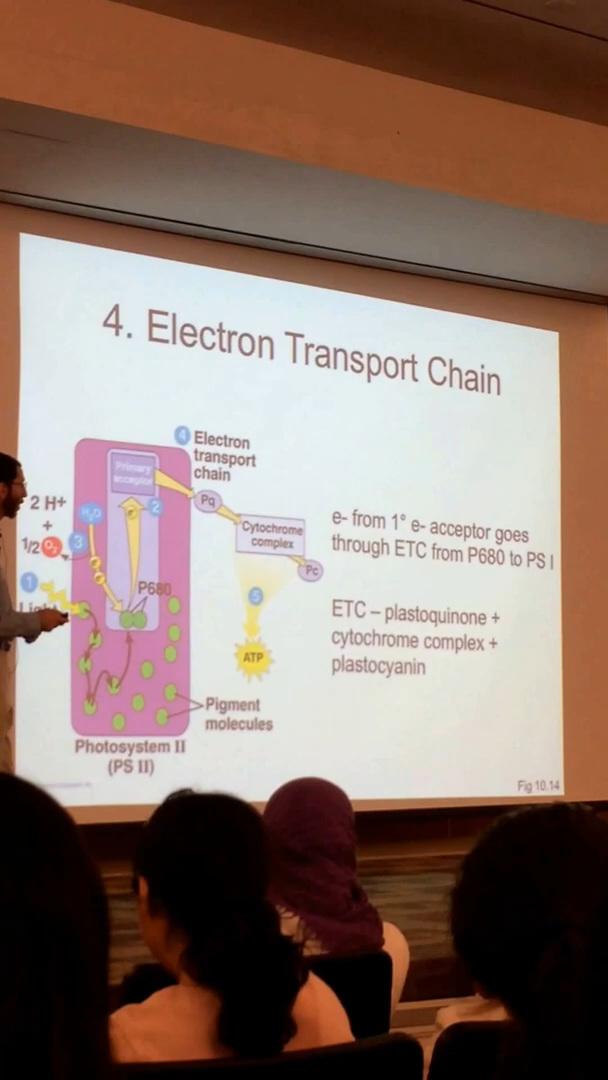 4. Electron Transport Chain
4 Electron
transport
chain
Primary
acceptor
2 H+
+
1/2 O₂
H₂O
2
3
e-
Pq
Cytochrome
complex
Pc
1
Light
P680
5
ATP
Pigment
molecules
Photosystem II
(PS II)
e- from 1° e- acceptor goes
through ETC from P680 to PS I
ETC – plastoquinone +
cytochrome complex +
plastocyanin
Fig 10.14